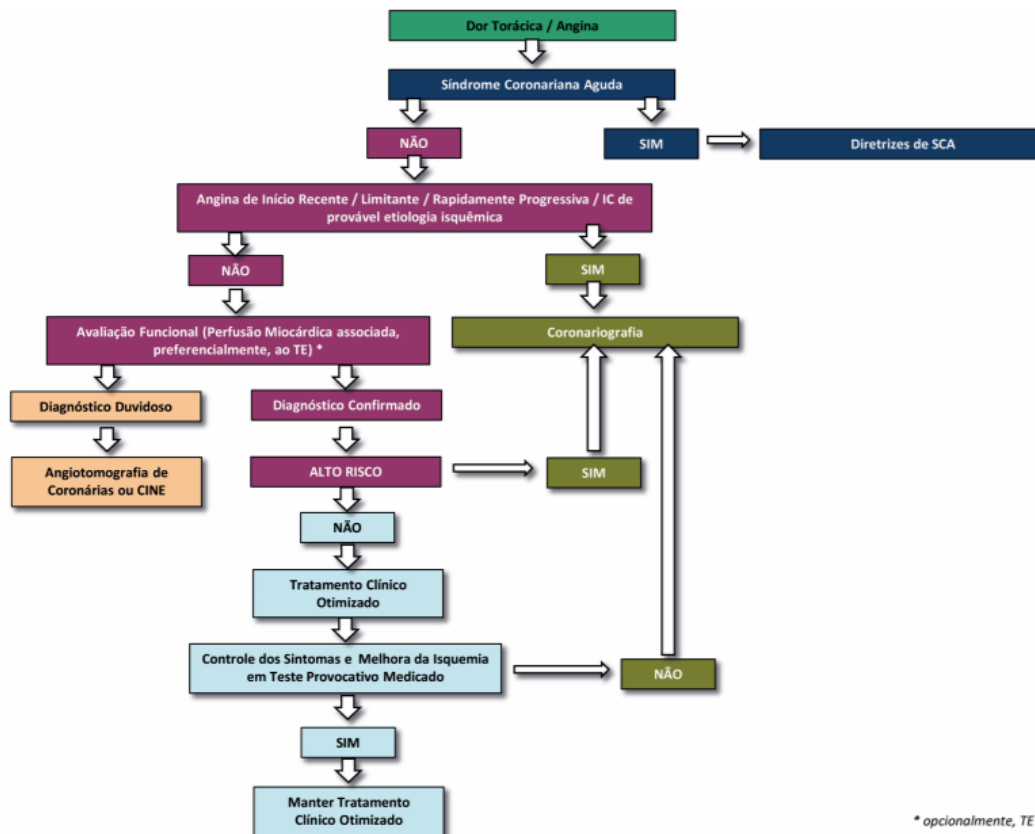 Dor Torácica / Angina
Síndrome Coronariana Aguda
NÃO
SIM
Diretrizes de SCA
Angina de Início Recente / Limitante / Rapidamente Progressiva / IC de
provável etiologia isquêmica
NÃO
SIM
Avaliação Funcional (Perfusão Miocárdica associada,
preferencialmente, ao TE) *
Coronariografia
Diagnóstico Duvidoso
Diagnóstico Confirmado
Angiotomografia de
Coronárias ou CINE
ALTO RISCO
SIM
NÃO
Tratamento Clínico
Otimizado
Controle dos Sintomas e Melhora da Isquemia
em Teste Provocativo Medicado
NÃO
SIM
Manter Tratamento
Clínico Otimizado
* opcionalmente, TE